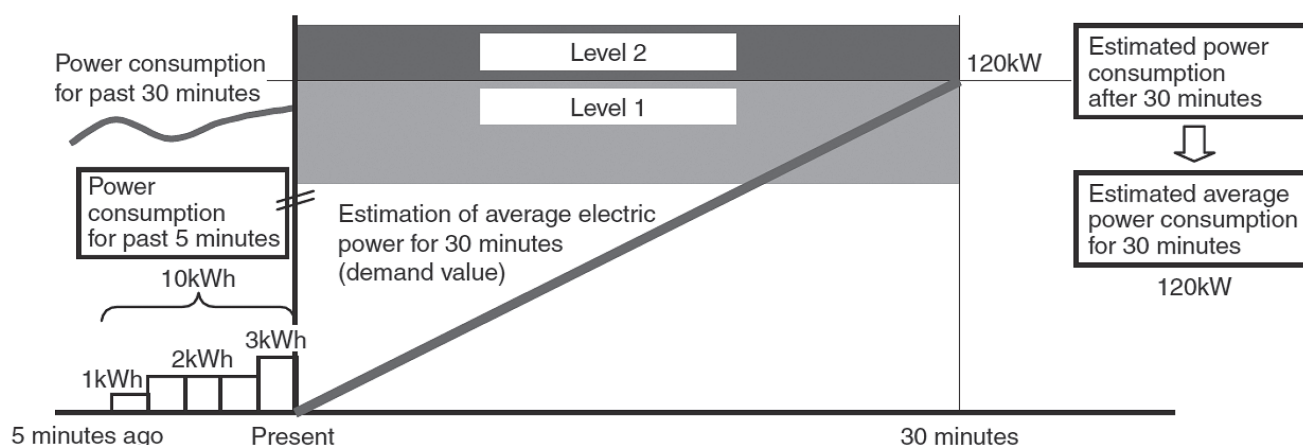 Power consumption
for past 30 minutes
Level 2
Level 1
120kW
Estimated power
consumption
after 30 minutes
Power
consumption
for past 5 minutes
Estimation of average electric
power for 30 minutes
(demand value)
Estimated average
power consumption
for 30 minutes
120kW
10kWh
3kWh
2kWh
1kWh
5 minutes ago
Present
30 minutes